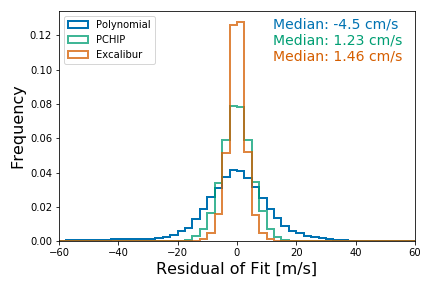 Polynomial
PCHIP
Excalibur
Median: -4.5 cm/s
Median: 1.23 cm/s
Median: 1.46 cm/s
Frequency
0.12
0.10
0.08
0.06
0.04
0.02
0.00
−60 −40 −20 0 20 40 60
Residual of Fit [m/s]